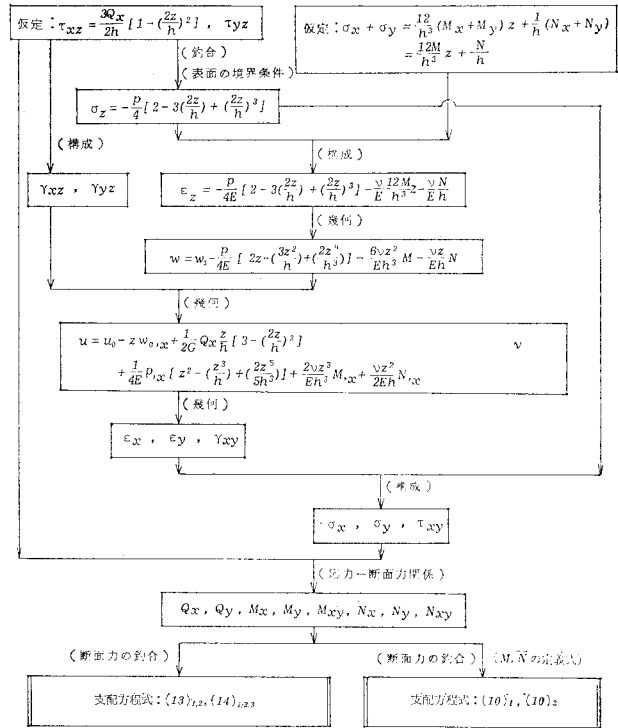 仮定：τxz = 3Qx/2h [ 1 - (2z/h)² ] , τyz
仮定：σx + σy = 12/h³ (Mx + My) z + 1/h (Nx + Ny)
= 12M/h³ z + N/h
(釣合)
(表面の境界条件)
σz = - p/4 [ 2 - 3(2z/h) + (2z/h)³ ]
(構成)
(構成)
γxz , γyz
εz = - p/4E [ 2 - 3(2z/h) + (2z/h)³ ] - ν/E 12M/h³ z - ν/E N/h
(幾何)
w = w₀ - p/4E [ 2z - (3z²/h) + (2z⁴/h³) ] - 6νz²/Eh³ M - νz/Eh N
(幾何)
u = u₀ - z w₀,x + 1/2G Qx z/h [ 3 - (2z/h)² ] ν
+ 1/4E p,x [ z² - (z³/h) + (2z⁵/5h³) ] + 2νz³/Eh³ M,x + νz²/2Eh N,x
(幾何)
εx , εy , γxy
(構成)
σx , σy , τxy
(応力－断面力関係)
Qx , Qy , Mx , My , Mxy , Nx , Ny , Nxy
(断面力の釣合)
(断面力の釣合) (M, N の定義式)
支配方程式：(13)1,2, (14)1,2,3
支配方程式：(10)1, (10)2